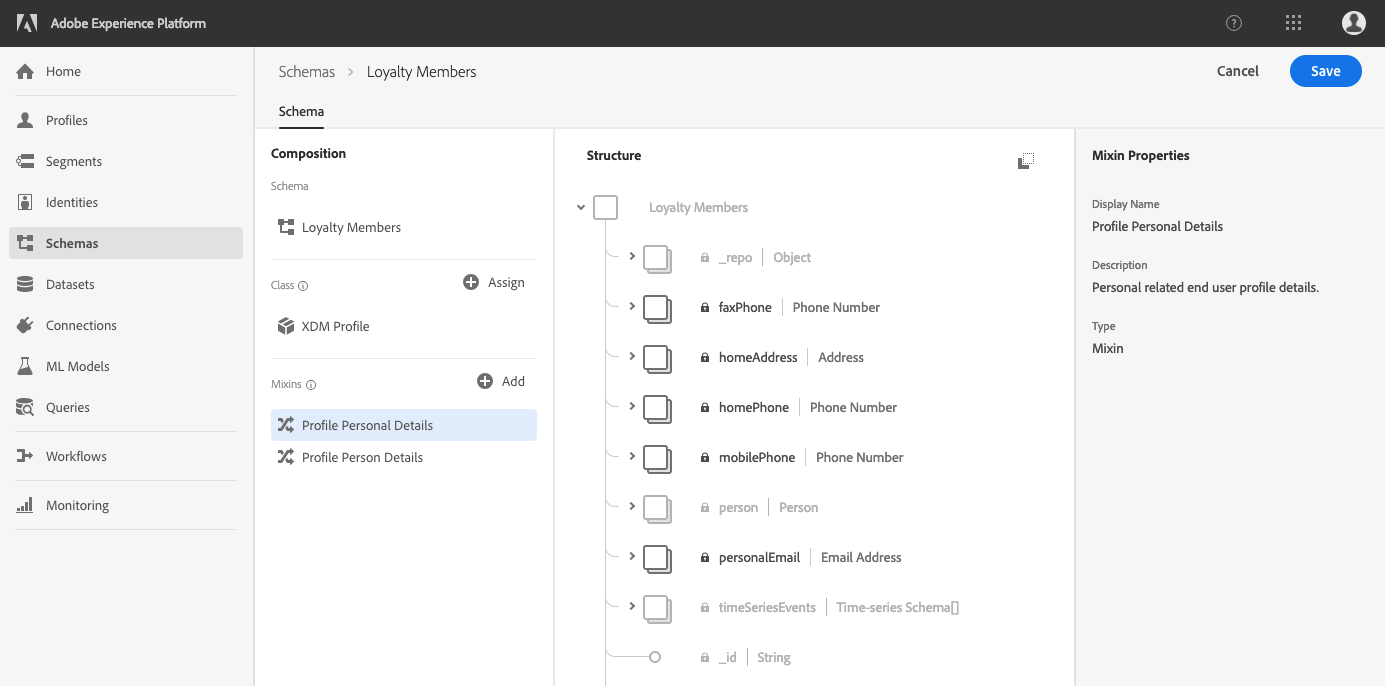 Adobe Experience Platform
Home
Profiles
Segments
Identities
Schemas
Datasets
Connections
ML Models
Queries
Workflows
Monitoring
Schemas > Loyalty Members
Cancel
Save
Schema
Composition
Schema
Loyalty Members
Class
Assign
XDM Profile
Mixins
Add
Profile Personal Details
Profile Person Details
Structure
Loyalty Members
_repo | Object
faxPhone | Phone Number
homeAddress | Address
homePhone | Phone Number
mobilePhone | Phone Number
person | Person
personalEmail | Email Address
timeSeriesEvents | Time-series Schema[]
_id | String
Mixin Properties
Display Name
Profile Personal Details
Description
Personal related end user profile details.
Type
Mixin